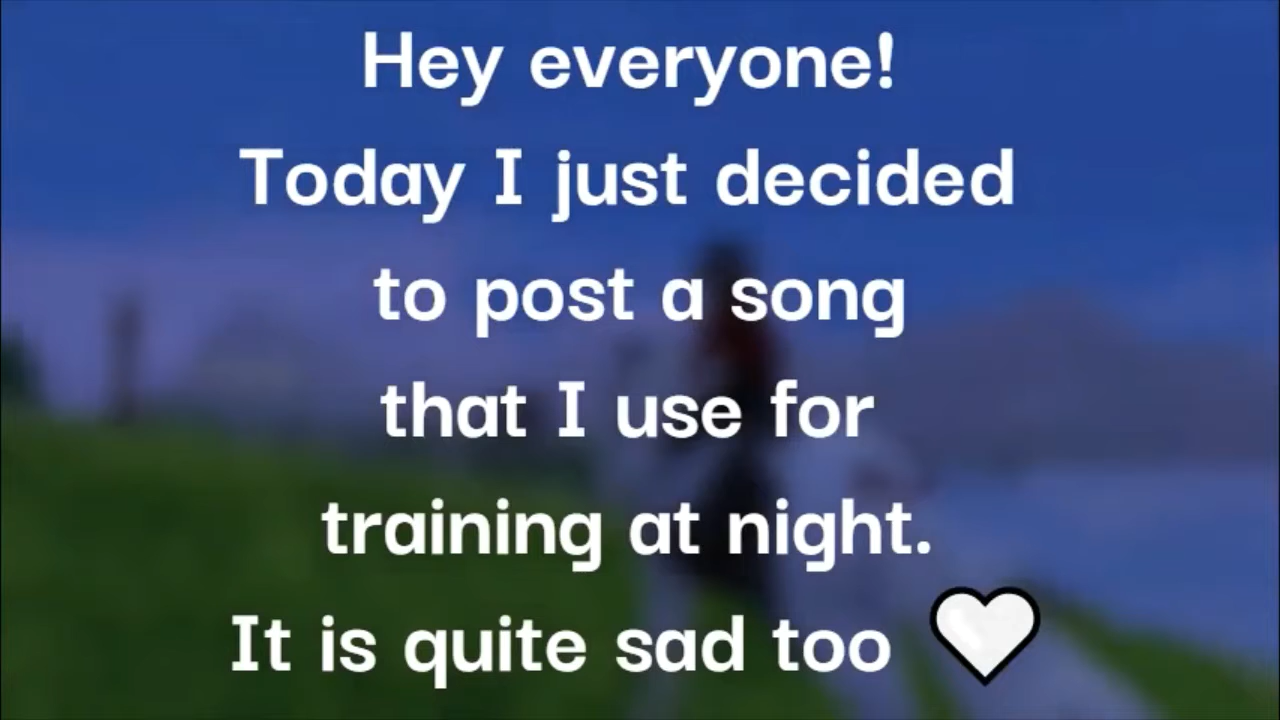 Hey everyone!
Today I just decided
to post a song
that I use for
training at night.
It is quite sad too 🤍